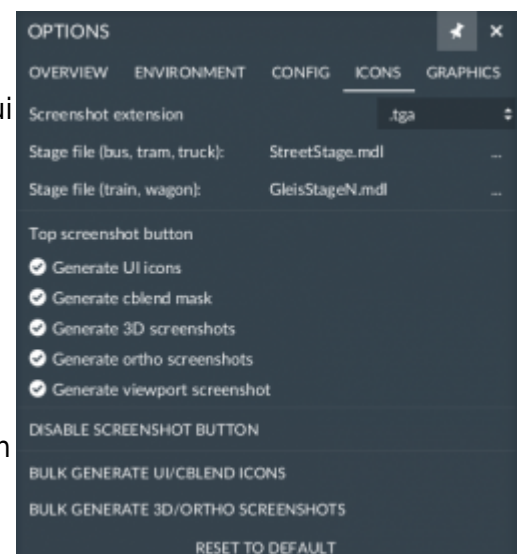 OPTIONS
OVERVIEW ENVIRONMENT CONFIG ICONS GRAPHICS
Screenshot extension .tga
Stage file (bus, tram, truck): StreetStage.mdl ...
Stage file (train, wagon): GleisStageN.mdl ...
Top screenshot button
Generate UI icons
Generate cblend mask
Generate 3D screenshots
Generate ortho screenshots
Generate viewport screenshot
DISABLE SCREENSHOT BUTTON
BULK GENERATE UI/CBLEND ICONS
BULK GENERATE 3D/ORTHO SCREENSHOTS
RESET TO DEFAULT